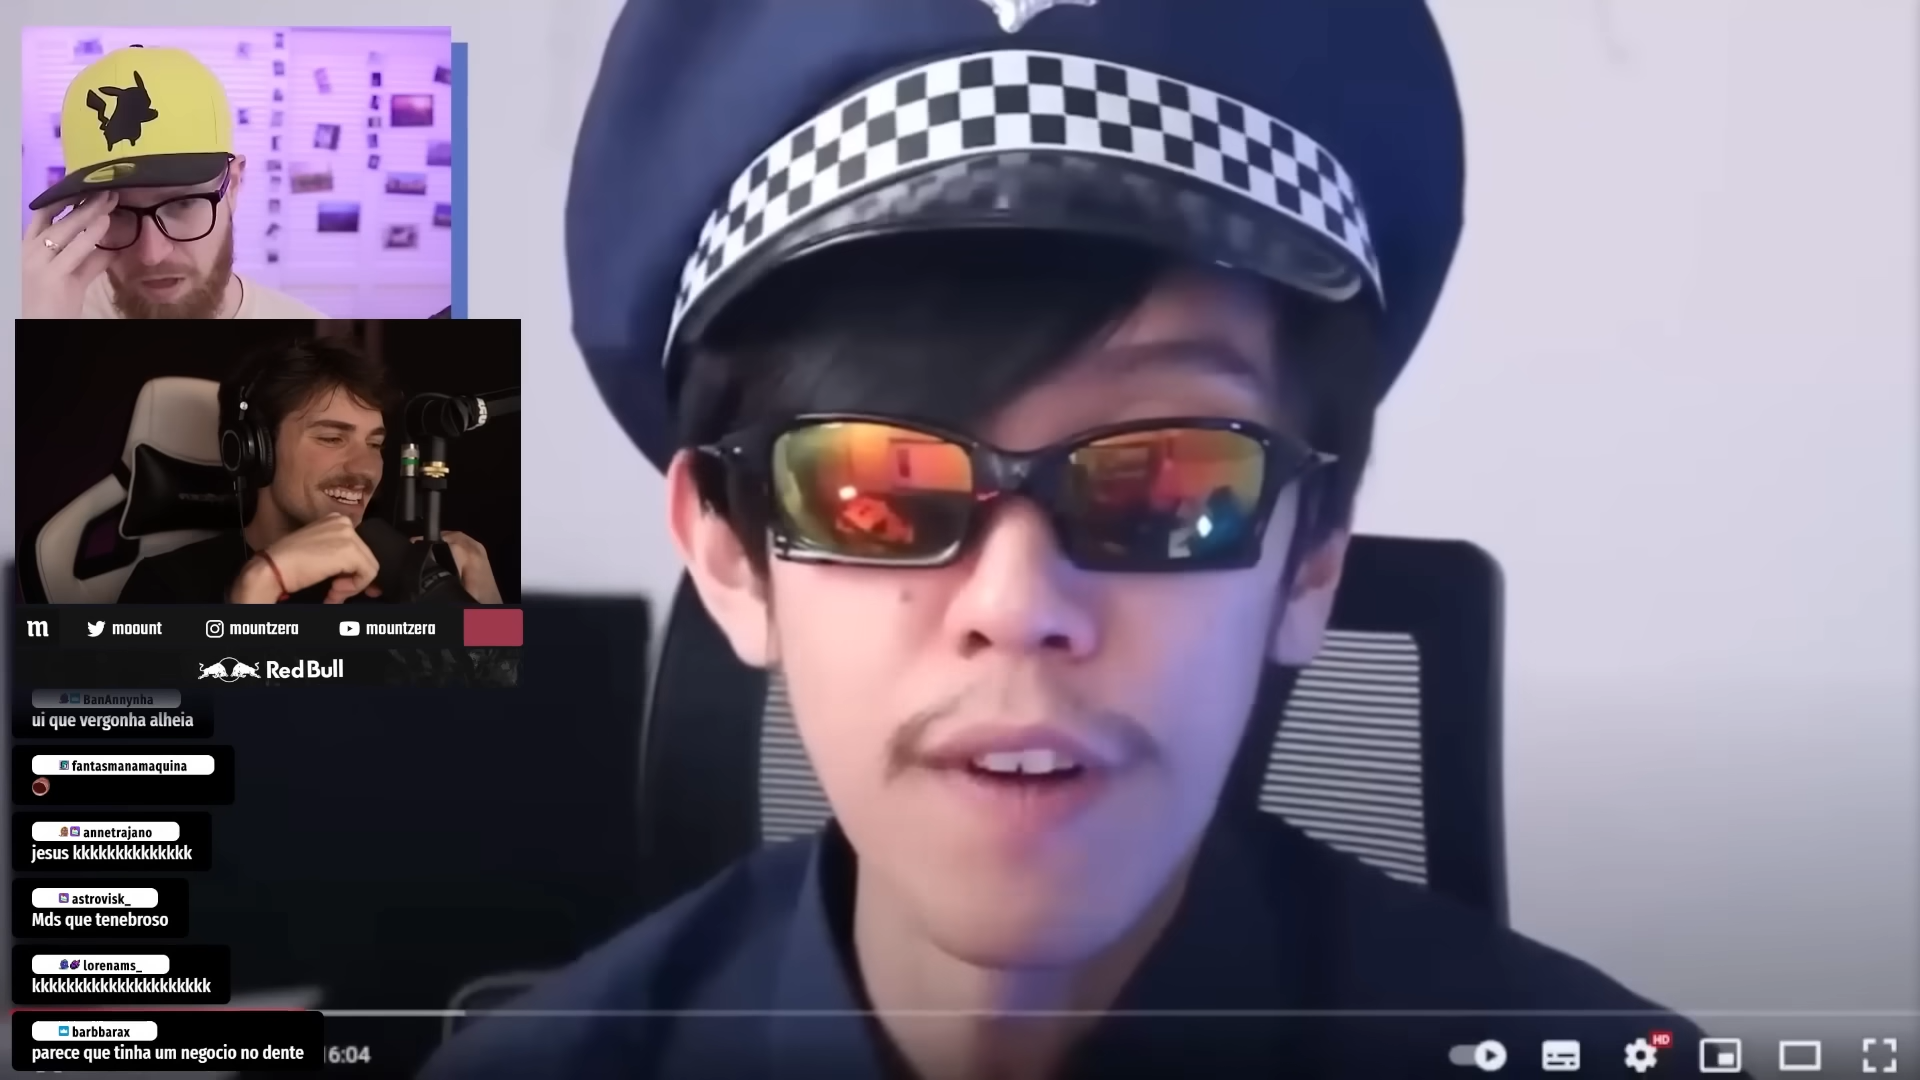 m
moount
mountzera
mountzera
Red Bull
BanAnnynha
ui que vergonha alheia
fantasmanamaquina
annetrajano
jesus kkkkkkkkkkkkkk
astrovisk_
Mds que tenebroso
lorenams_
kkkkkkkkkkkkkkkkkkkkk
barbbarax
parece que tinha um negocio no dente
6:04
HD